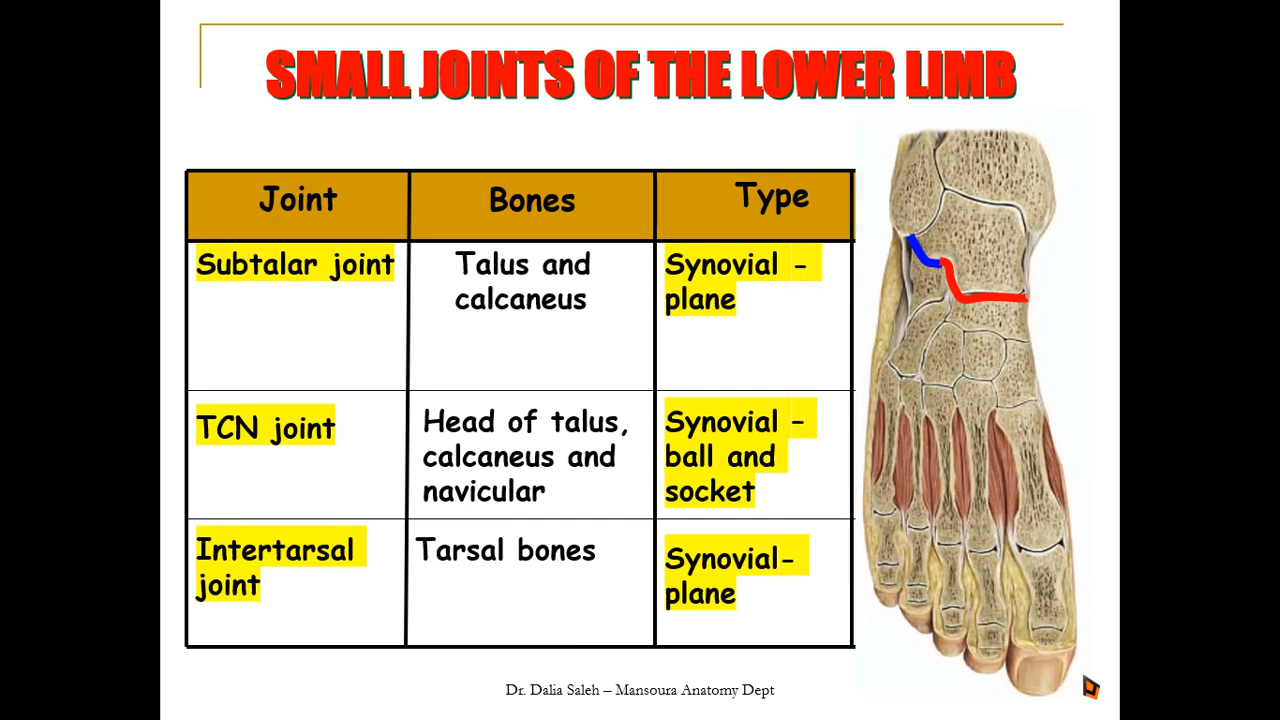 SMALL JOINTS OF THE LOWER LIMB
Joint
Bones
Type
Subtalar joint
Talus and
calcaneus
Synovial -
plane
TCN joint
Head of talus,
calcaneus and
navicular
Synovial -
ball and
socket
Intertarsal
joint
Tarsal bones
Synovial-
plane
Dr. Dalia Saleh – Mansoura Anatomy Dept